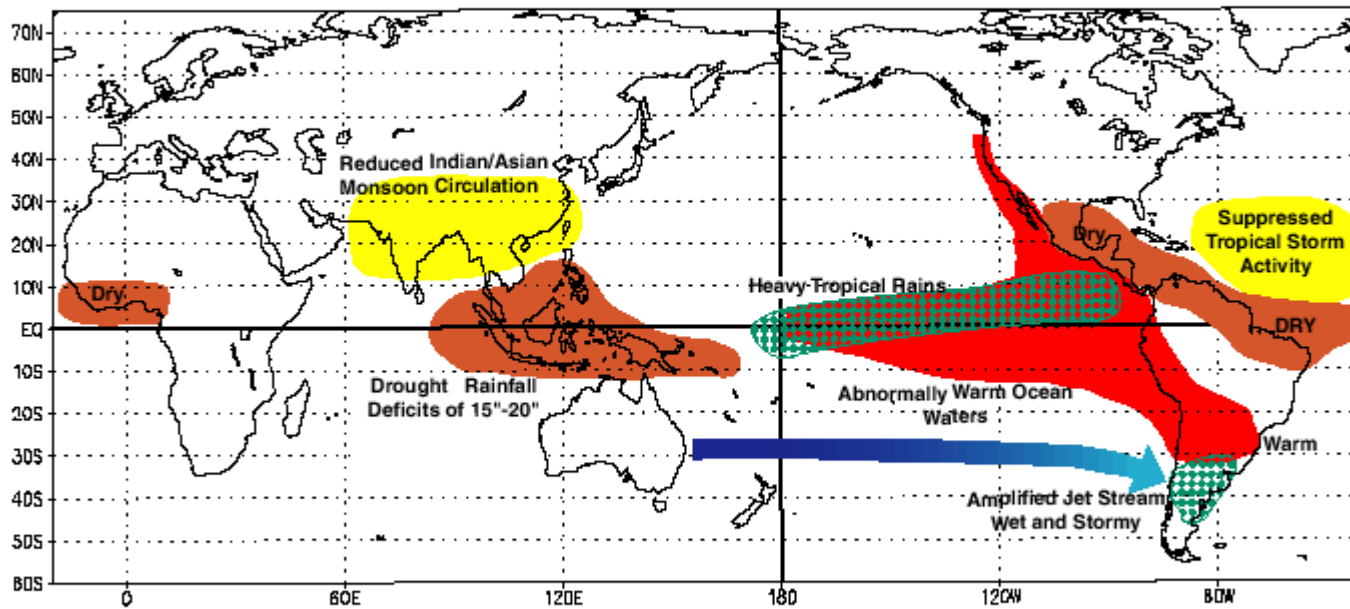 70N
60N
50N
40N
30N
20N
10N
EQ
10S
20S
30S
40S
50S
60S
0
60E
120E
180
120W
60W
Reduced Indian/Asian
Monsoon Circulation
Suppressed
Tropical Storm
Activity
Dry
Dry
Heavy Tropical Rains
DRY
Drought Rainfall
Deficits of 15"-20"
Abnormally Warm Ocean
Waters
Warm
Amplified Jet Stream
Wet and Stormy